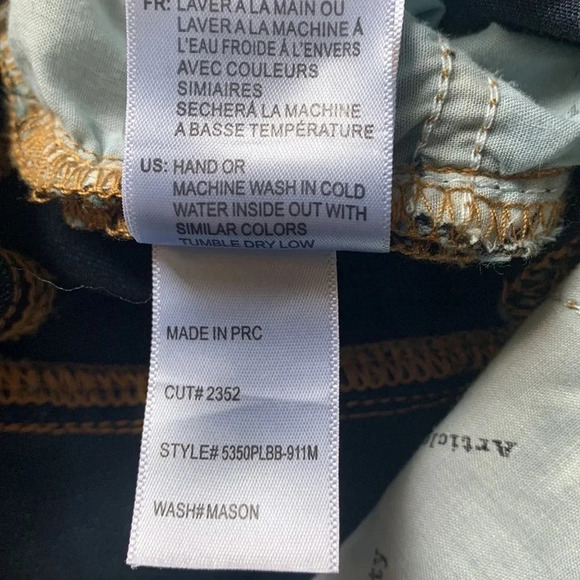 FR: LAVER À LA MAIN OU
LAVER À LA MACHINE À
L'EAU FROIDE À L'ENVERS
AVEC COULEURS
SIMIAIRES
SECHERÀ LA MACHINE
A BASSE TEMPÉRATURE
US: HAND OR
MACHINE WASH IN COLD
WATER INSIDE OUT WITH
SIMILAR COLORS
TUMBLE DRY LOW
MADE IN PRC
CUT# 2352
STYLE# 5350PLBB-911M
WASH# MASON
Articl
ty